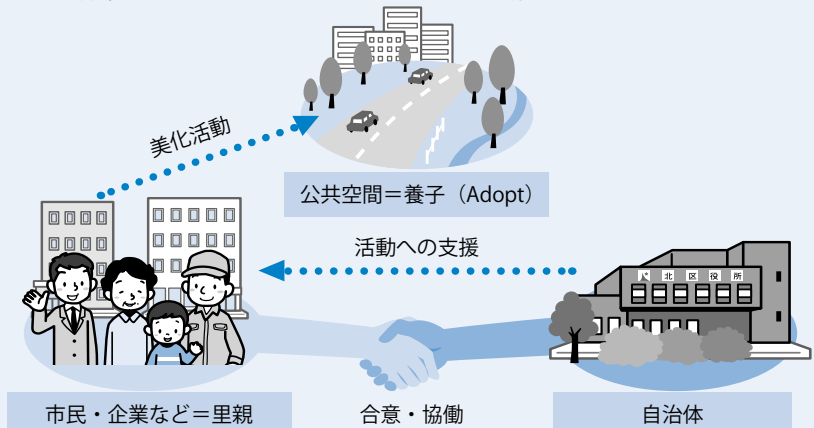 美化活動
公共空間＝養子（Adopt）
活動への支援
北区役所
市民・企業など＝里親
合意・協働
自治体